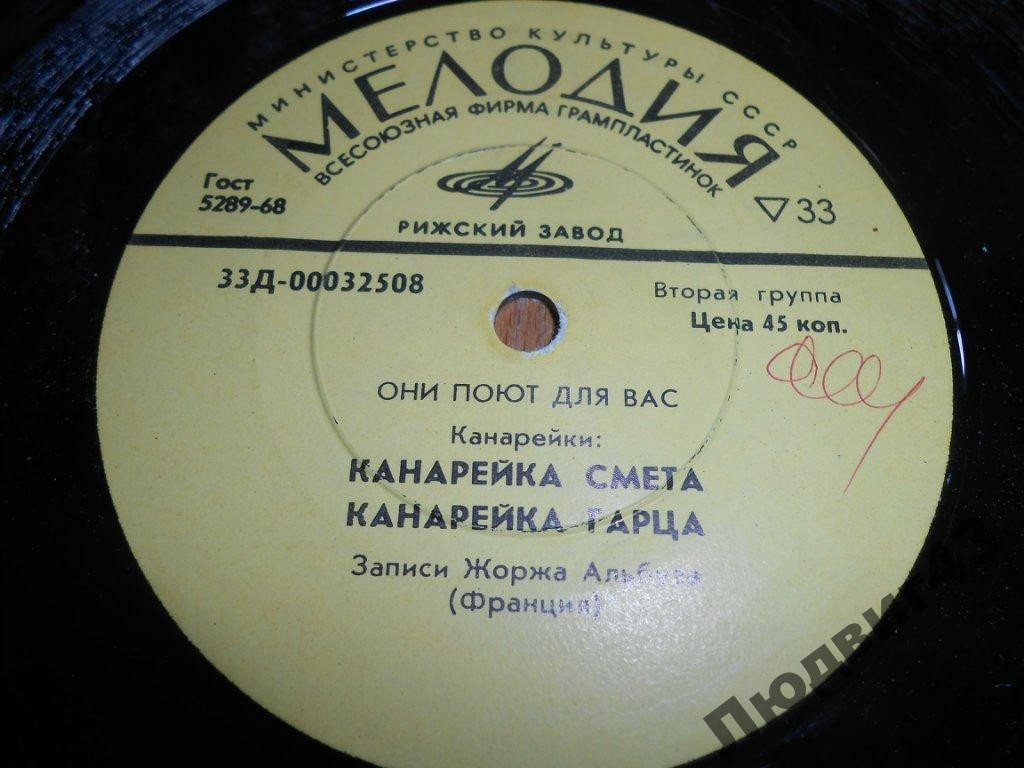 МИНИСТЕРСТВО КУЛЬТУРЫ СССР
МЕЛОДИЯ
ВСЕСОЮЗНАЯ ФИРМА ГРАМПЛАСТИНОК
Гост
5289-68
33
РИЖСКИЙ ЗАВОД
33Д-00032508
Вторая группа
Цена 45 коп.
ОНИ ПОЮТ ДЛЯ ВАС
Канарейки:
КАНАРЕЙКА СМЕТА
КАНАРЕЙКА ГАРЦА
Записи Жоржа Альбуза
(Франция)
Людвиг43